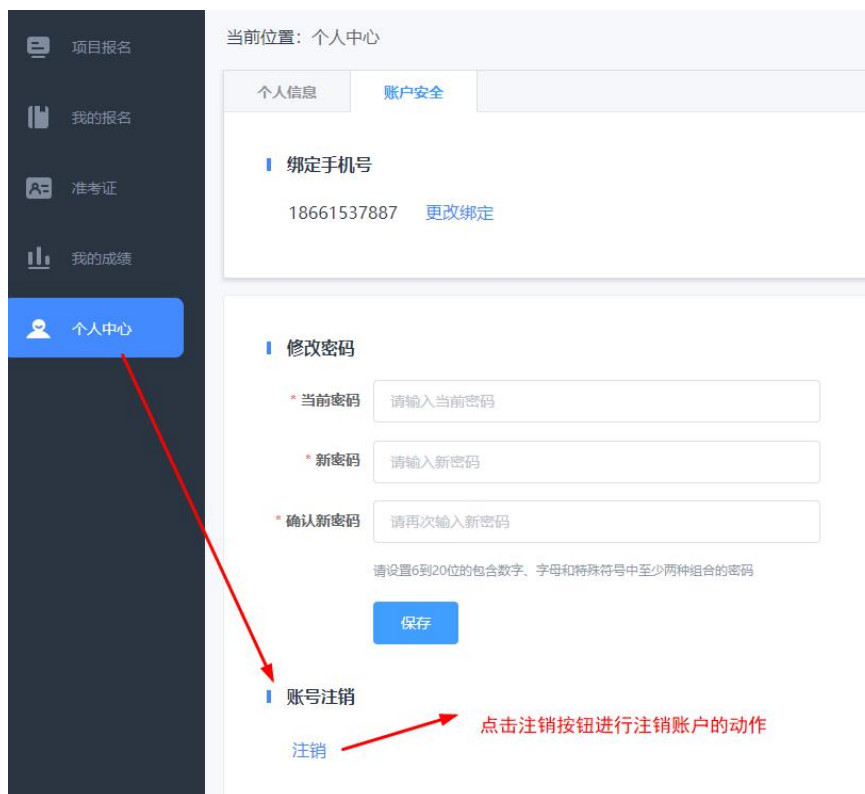 项目报名
我的报名
准考证
我的成绩
个人中心
当前位置：个人中心
个人信息 账户安全
绑定手机号
18661537887 更改绑定
修改密码
* 当前密码 请输入当前密码
* 新密码 请输入新密码
* 确认新密码 请再次输入新密码
请设置6到20位的包含数字、字母和特殊符号中至少两种组合的密码
保存
账号注销
点击注销按钮进行注销账户的动作
注销